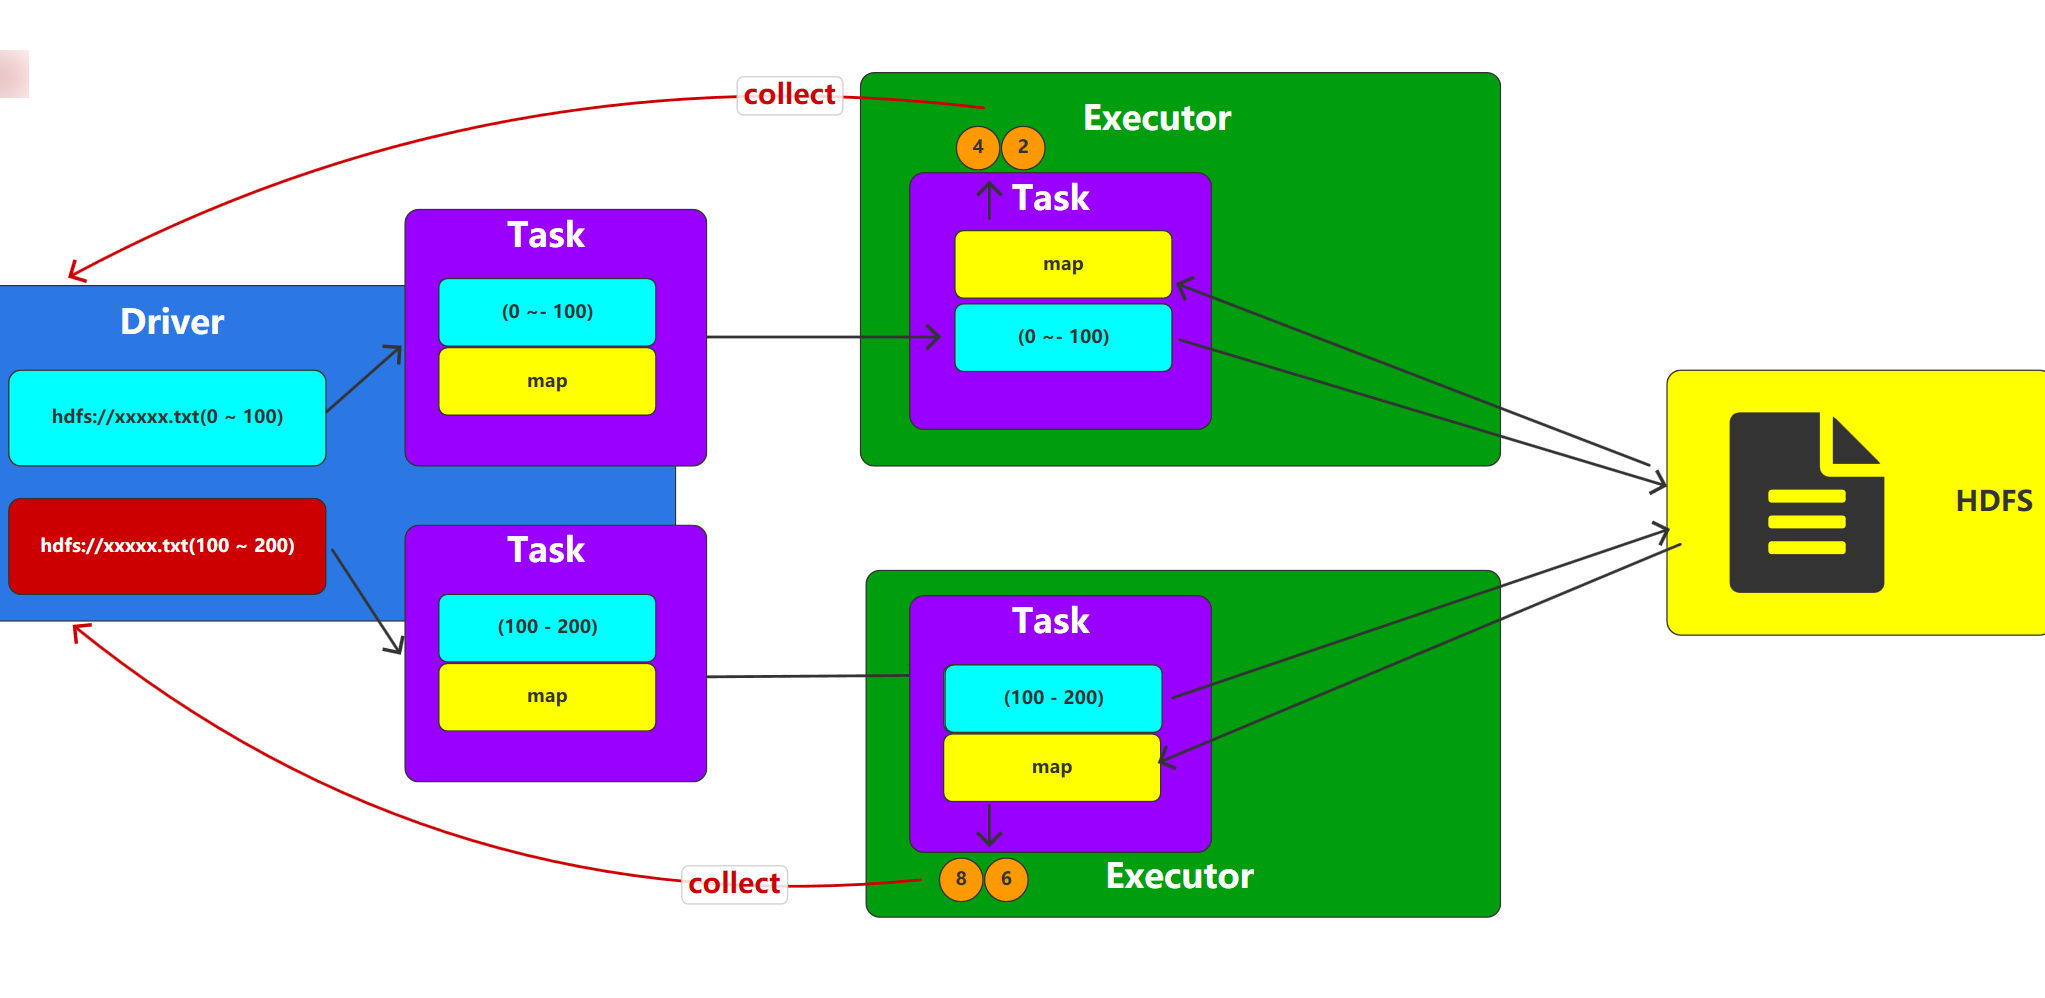 collect
Executor
4
2
Task
map
(0 ~- 100)
Task
(0 ~- 100)
map
Driver
hdfs://xxxxx.txt(0 ~ 100)
hdfs://xxxxx.txt(100 ~ 200)
Task
(100 - 200)
map
Task
(100 - 200)
map
8
6
Executor
collect
HDFS